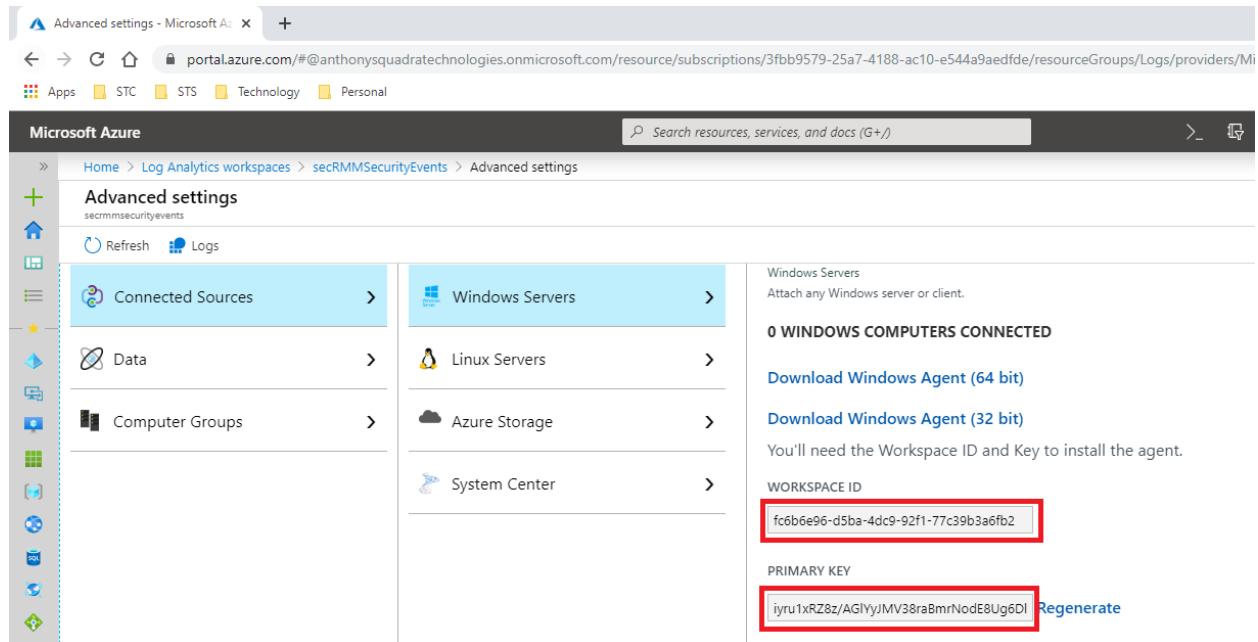 Advanced settings - Microsoft A
portal.azure.com/#@anthonysquadratechnologies.onmicrosoft.com/resource/subscriptions/3fbb9579-25a7-4188-ac10-e544a9aedfde/resourceGroups/Logs/providers/Mi
Apps STC STS Technology Personal
Microsoft Azure
Search resources, services, and docs (G+/)
Home > Log Analytics workspaces > secRMMSecurityEvents > Advanced settings
Advanced settings
secrmmsecurityevents
Refresh Logs
Connected Sources
Data
Computer Groups
Windows Servers
Linux Servers
Azure Storage
System Center
Windows Servers
Attach any Windows server or client.
0 WINDOWS COMPUTERS CONNECTED
Download Windows Agent (64 bit)
Download Windows Agent (32 bit)
You'll need the Workspace ID and Key to install the agent.
WORKSPACE ID
fc6b6e96-d5ba-4dc9-92f1-77c39b3a6fb2
PRIMARY KEY
iyru1xRZ8z/AGlYyJMV38raBmrNodE8Ug6Dl Regenerate